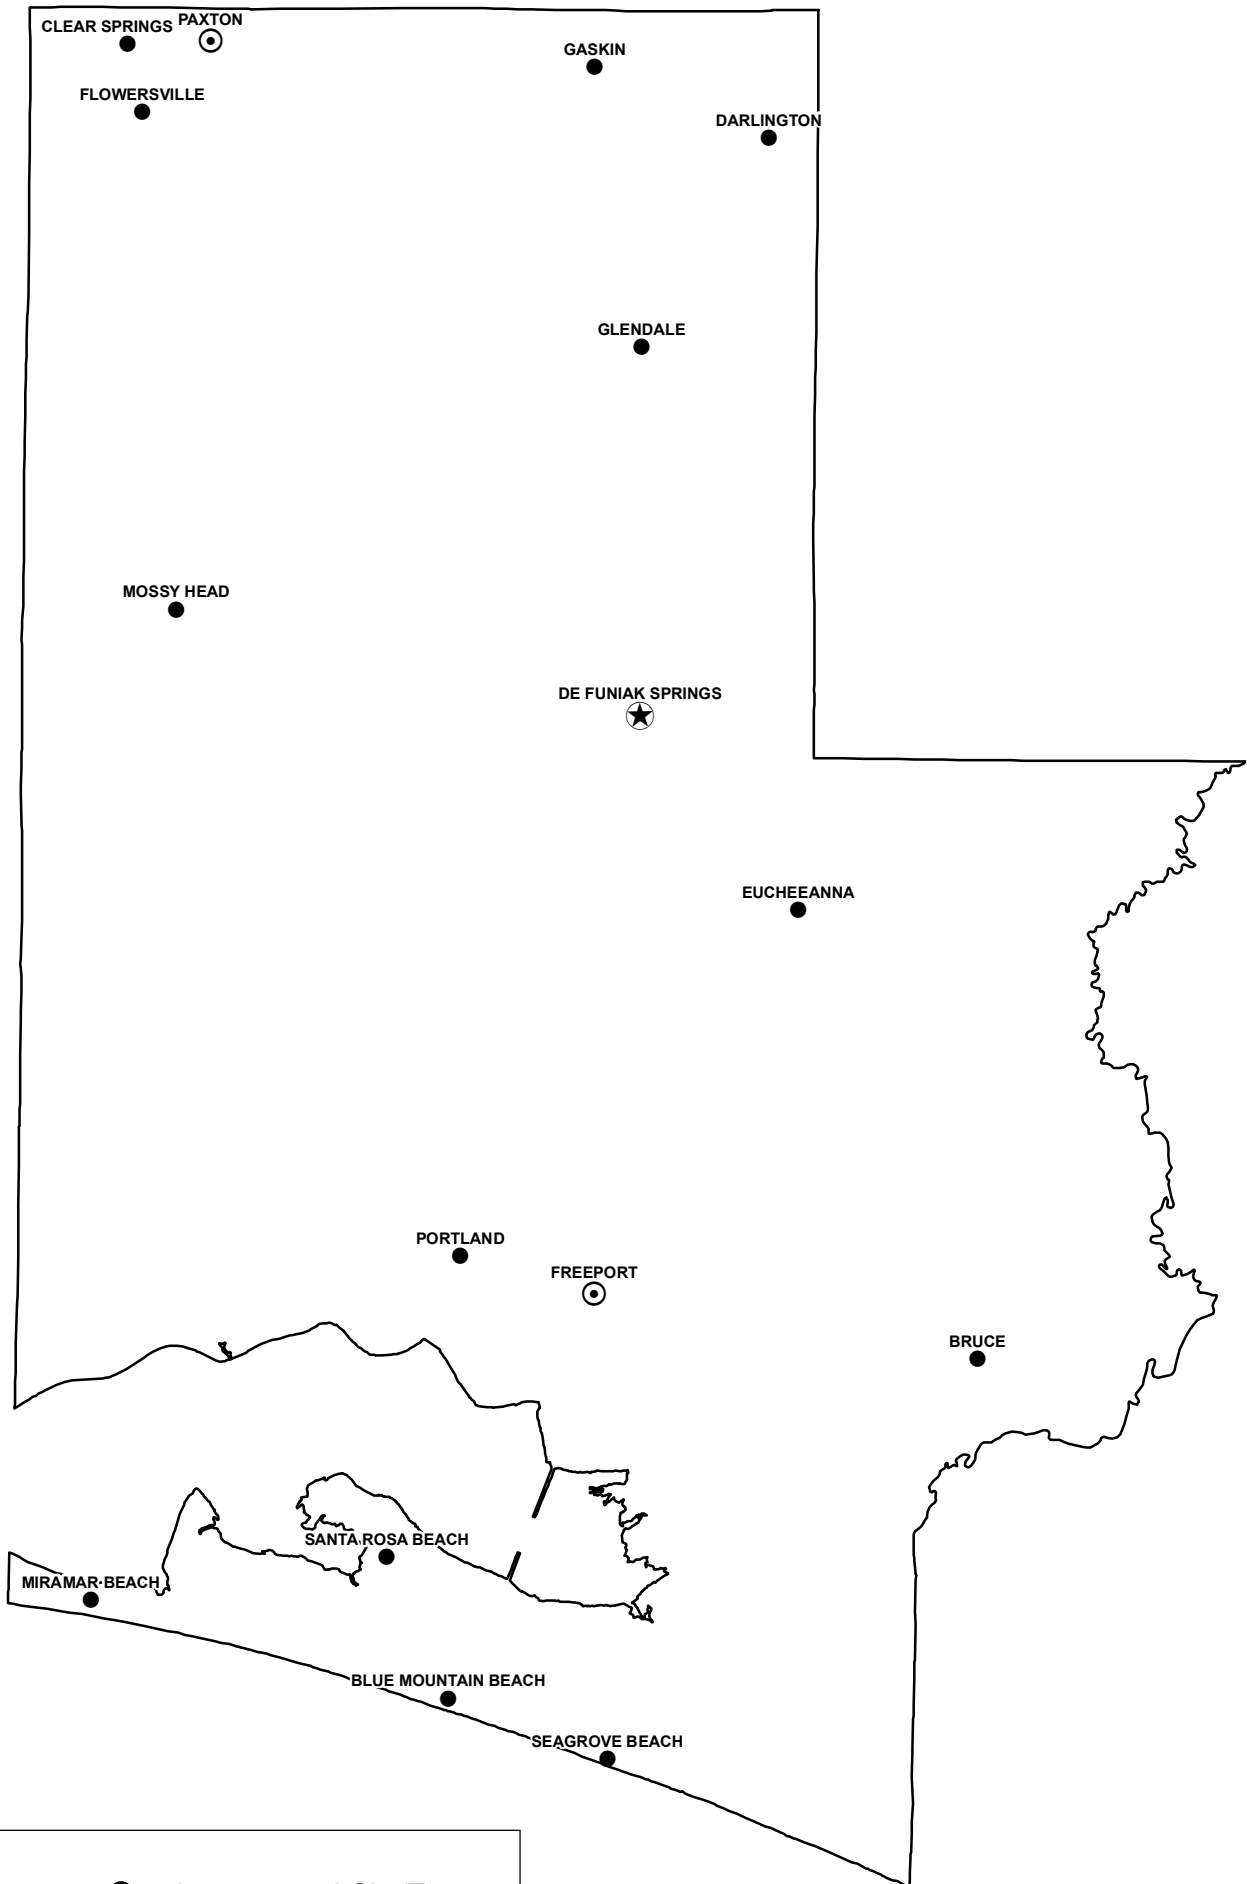 CLEAR SPRINGS
PAXTON
GASKIN
FLOWERSVILLE
DARLINGTON
GLENDALE
MOSSY HEAD
DE FUNIAK SPRINGS
EUCHEEANNA
PORTLAND
FREEPORT
BRUCE
SANTA ROSA BEACH
MIRAMAR BEACH
BLUE MOUNTAIN BEACH
SEAGROVE BEACH